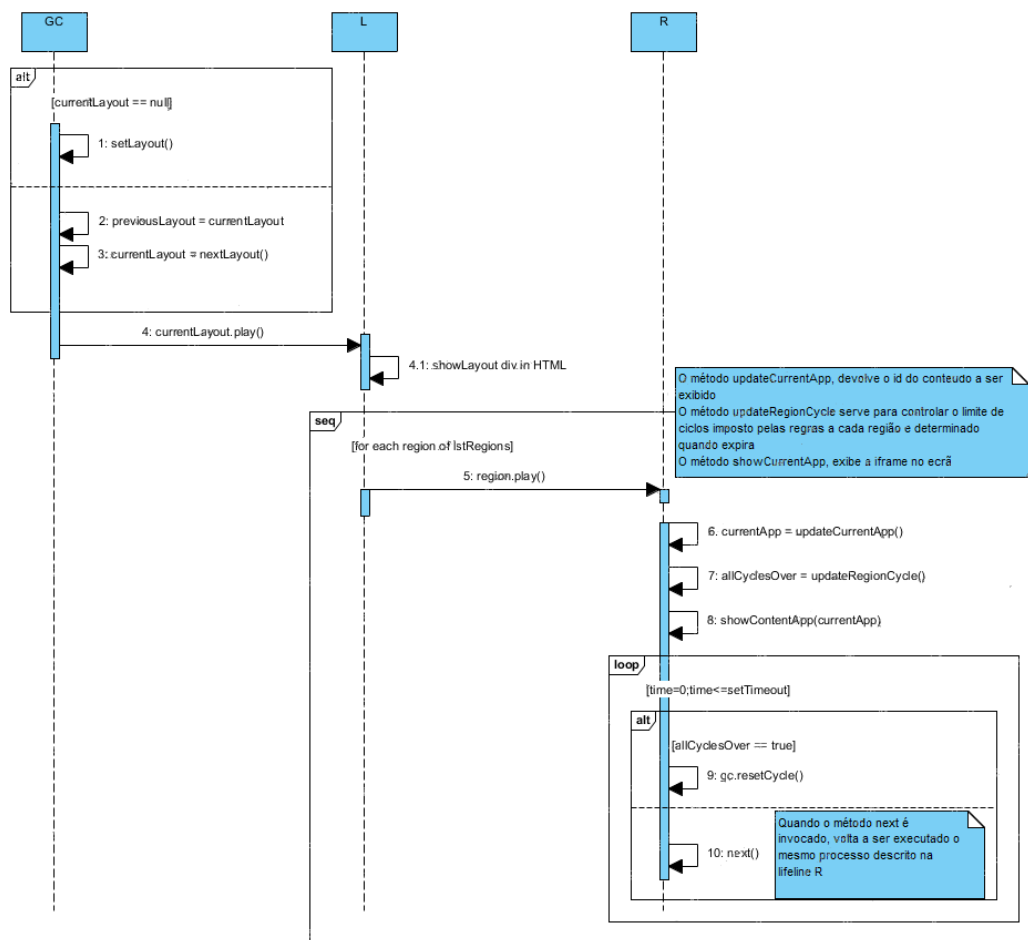 GC
L
R
alt
[currentLayout == null]
1: setLayout()
2: previousLayout = currentLayout
3: currentLayout = nextLayout()
4: currentLayout.play()
4.1: showLayout div in HTML
O método updateCurrentApp, devolve o id do conteudo a ser
exibido
O método updateRegionCycle serve para controlar o limite de
ciclos imposto pelas regras a cada região e determinado
quando expira
O método showCurrentApp, exibe a iframe no ecrã
seq
[for each region of lstRegions]
5: region.play()
6. currentApp = updateCurrentApp()
7: allCyclesOver = updateRegionCycle()
8: showContentApp(currentApp)
loop
[time=0;time<=setTimeout]
alt
[allCyclesOver == true]
9: gc.resetCycle()
Quando o método next é
invocado, volta a ser executado o
mesmo processo descrito na
lifeline R
10: next()